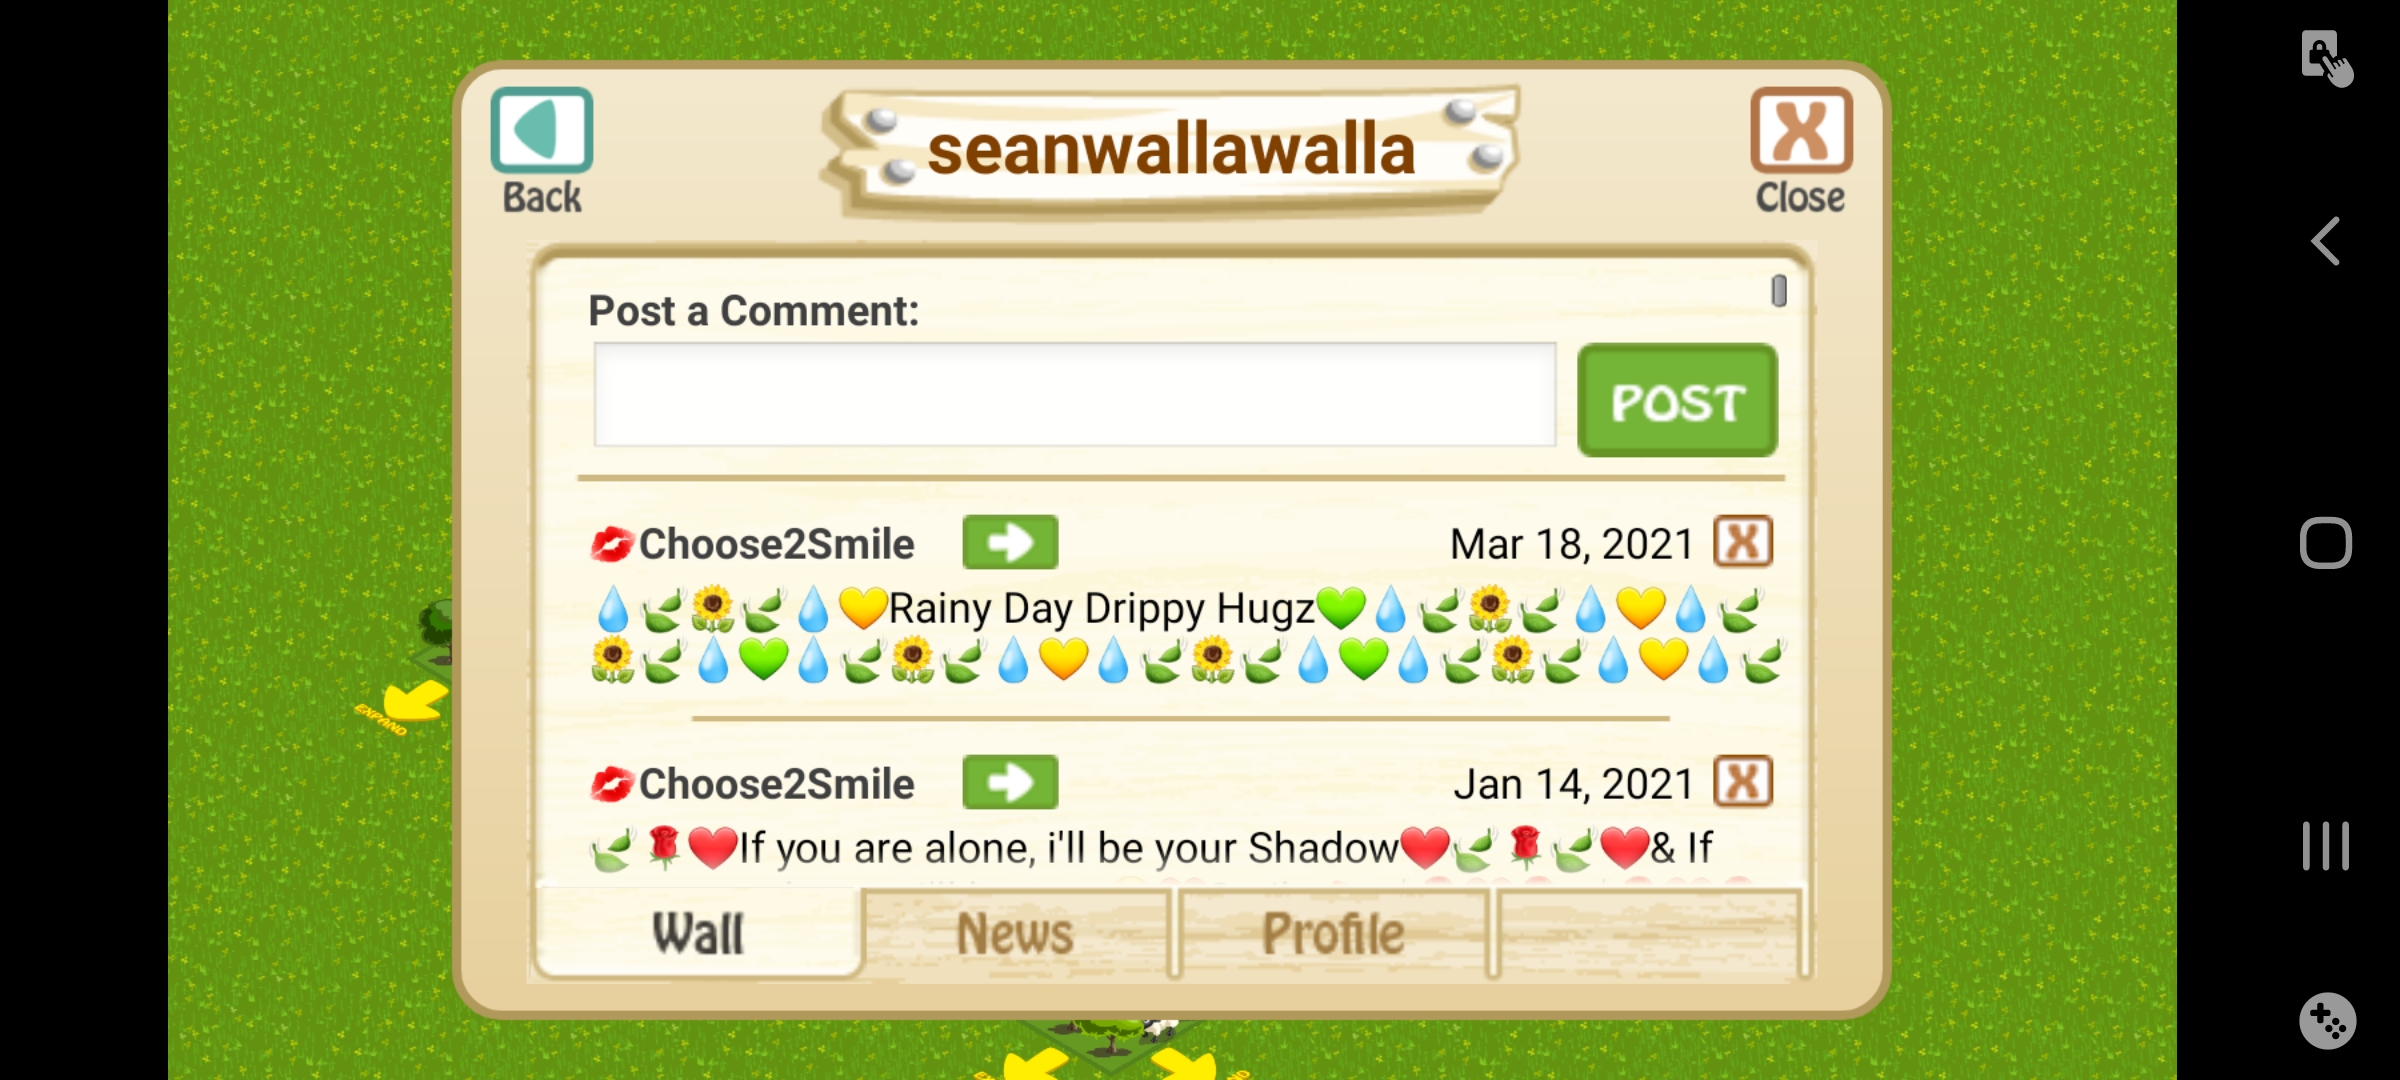 seanwallawalla
Back
Close
Post a Comment:
POST
💋Choose2Smile
Mar 18, 2021
💧🍃🌻🍃💧💛Rainy Day Drippy Hugz💚💧🍃🌻🍃💧💛💧🍃
🌻🍃💧💚💧🍃🌻🍃💧💛💧🍃🌻🍃💧💚💧🍃🌻🍃💧💛💧🍃
💋Choose2Smile
Jan 14, 2021
🍃🌹❤️If you are alone, i'll be your Shadow❤️🍃🌹🍃❤️& If
Wall
News
Profile
EXPAND